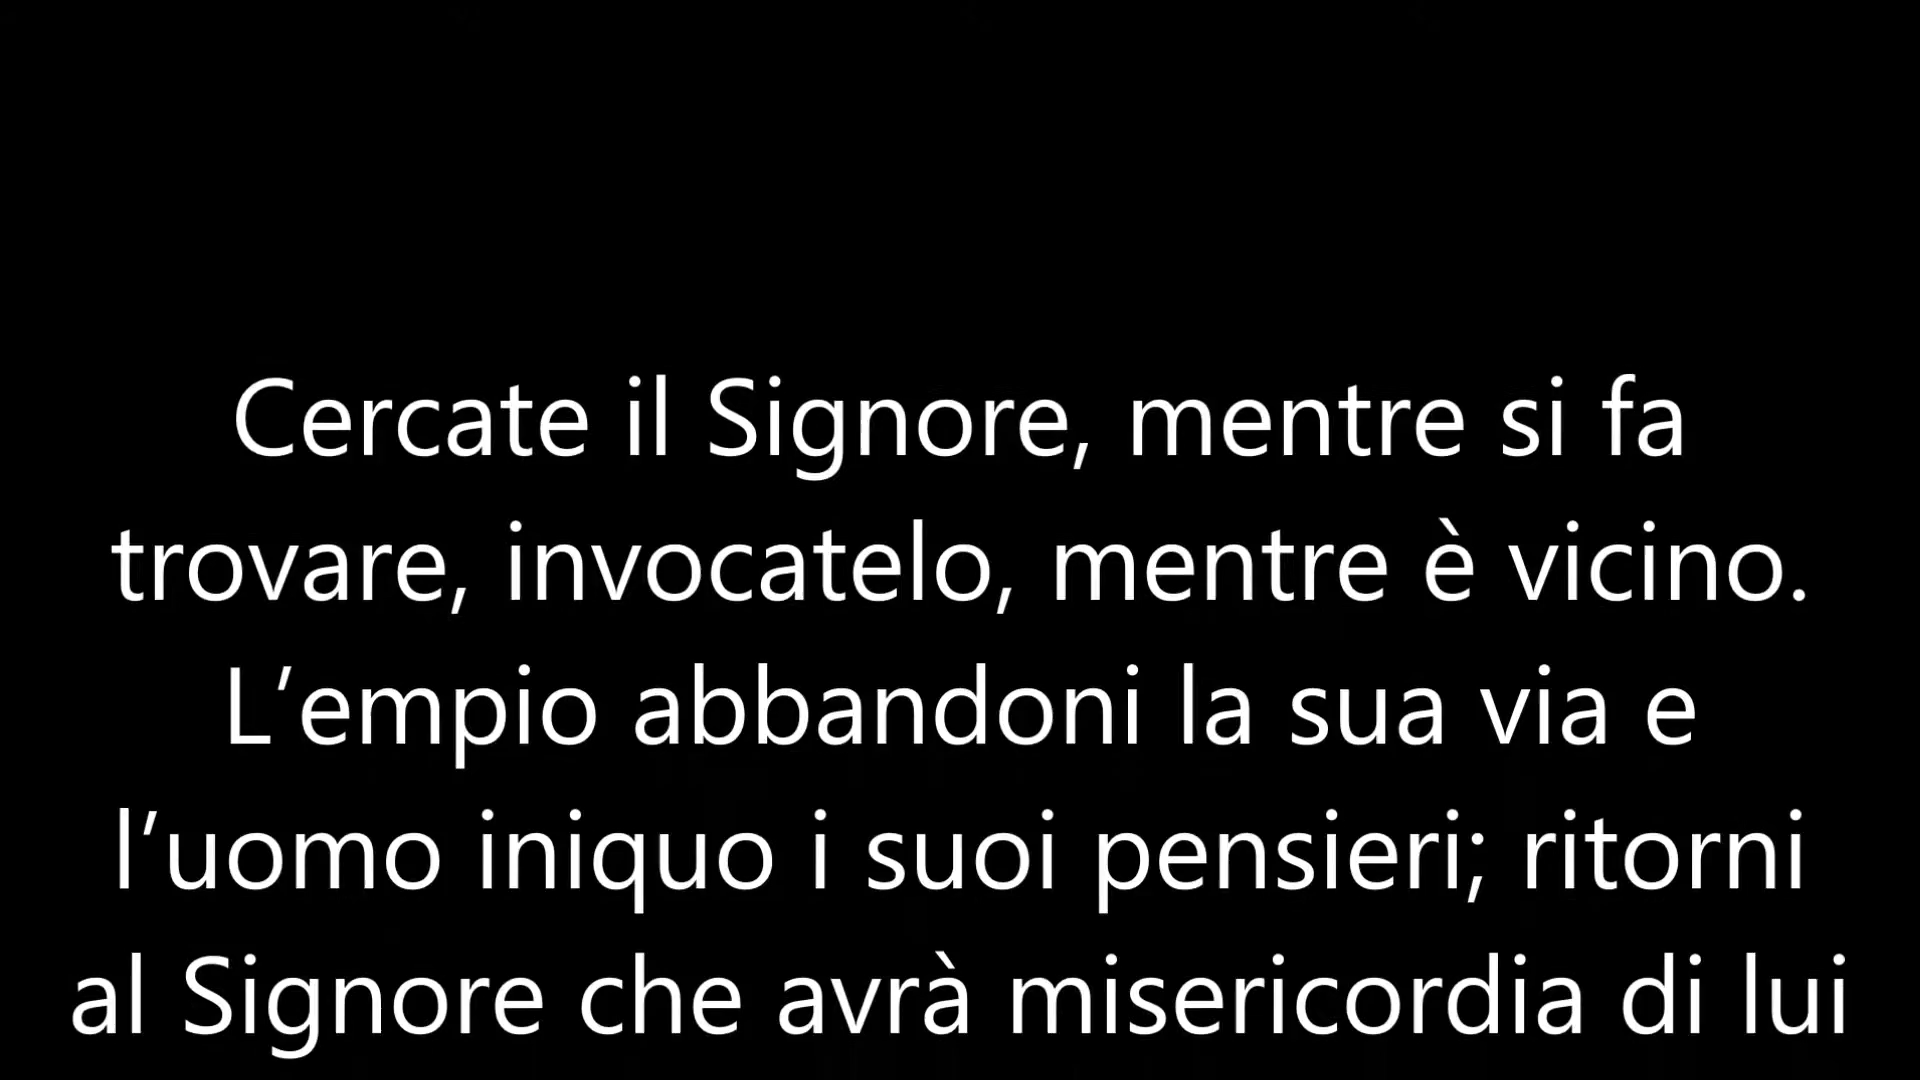 Cercate il Signore, mentre si fa
trovare, invocatelo, mentre è vicino.
L’empio abbandoni la sua via e
l’uomo iniquo i suoi pensieri; ritorni
al Signore che avrà misericordia di lui